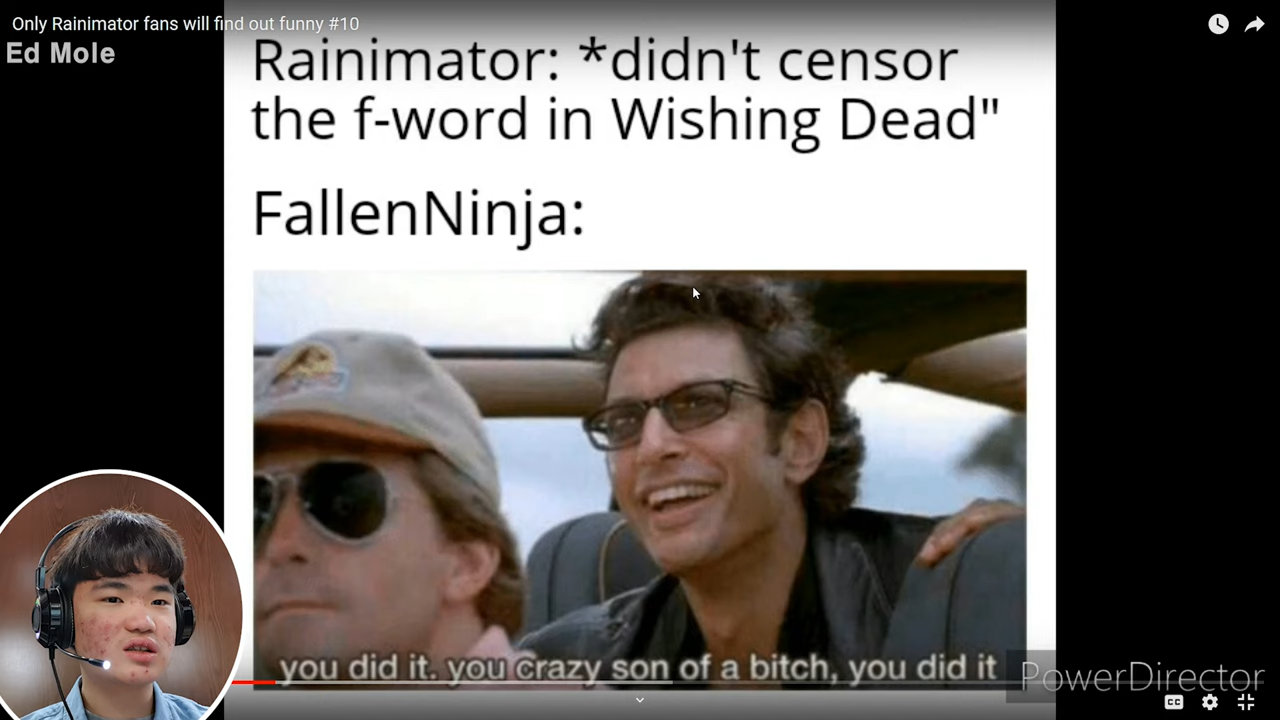 Only Rainimator fans will find out funny #10
Ed Mole
Rainimator: *didn't censor
the f-word in Wishing Dead"
FallenNinja:
you did it. you crazy son of a bitch, you did it
PowerDirector
CC